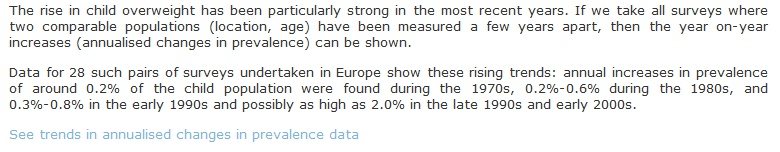 The rise in child overweight has been particularly strong in the most recent years. If we take all surveys where
two comparable populations (location, age) have been measured a few years apart, then the year on-year
increases (annualised changes in prevalence) can be shown.
Data for 28 such pairs of surveys undertaken in Europe show these rising trends: annual increases in prevalence
of around 0.2% of the child population were found during the 1970s, 0.2%-0.6% during the 1980s, and
0.3%-0.8% in the early 1990s and possibly as high as 2.0% in the late 1990s and early 2000s.
See trends in annualised changes in prevalence data